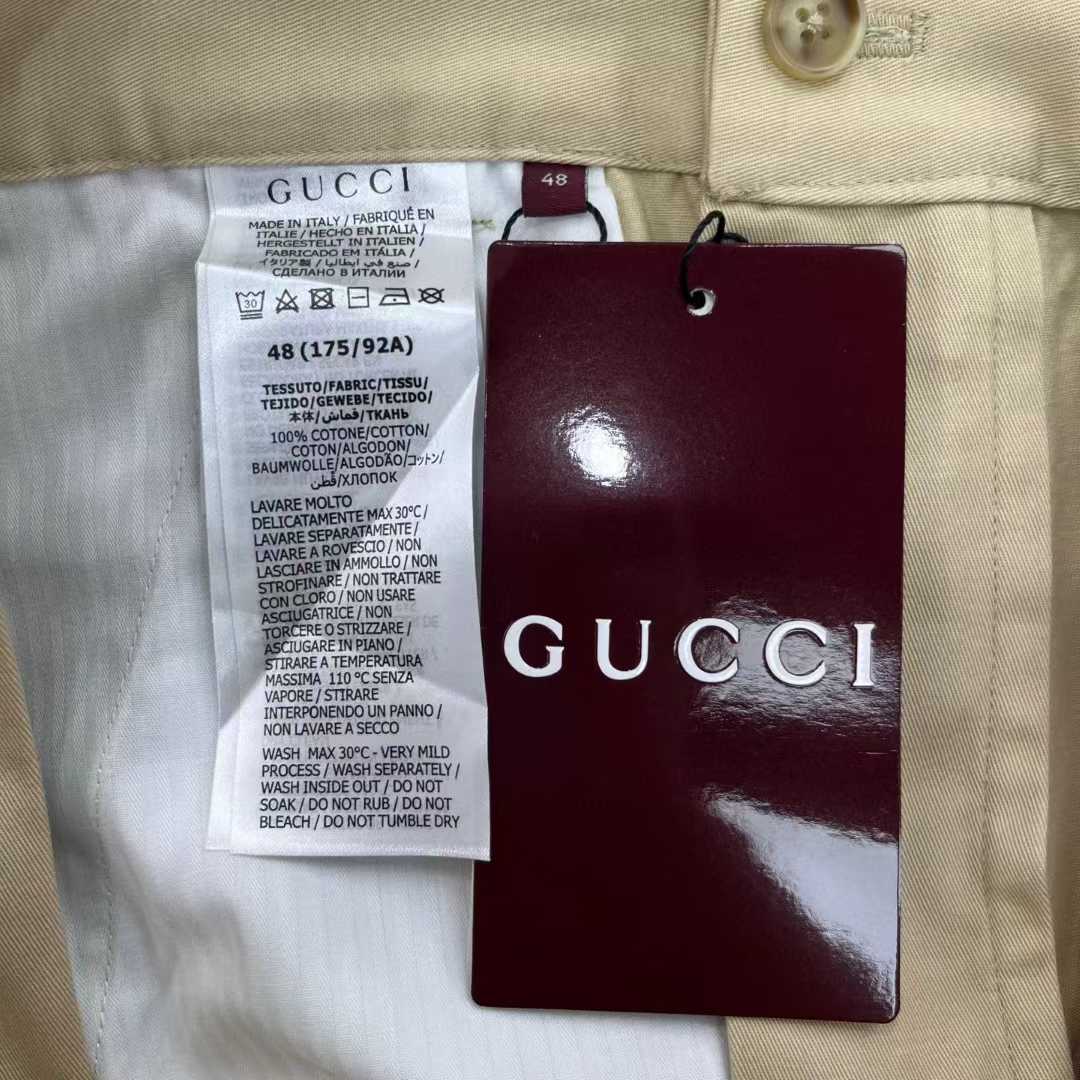 GUCCI
MADE IN ITALY / FABRIQUÉ EN
ITALIE / HECHO EN ITALIA /
HERGESTELLT IN ITALIEN /
FABRICADO EM ITÁLIA /
イタリア製 / صنع في ايطاليا /
СДЕЛАНО В ИТАЛИИ
30
48 (175/92A)
TESSUTO/FABRIC/TISSU/
TEJIDO/GEWEBE/TECIDO/
本体/قماش/ТКАНЬ
100% COTONE/COTTON/
COTON/ALGODON/
BAUMWOLLE/ALGODÃO/コットン/
قطن/ХЛОПОК
LAVARE MOLTO
DELICATAMENTE MAX 30°C /
LAVARE SEPARATAMENTE /
LAVARE A ROVESCIO / NON
LASCIARE IN AMMOLLO / NON
STROFINARE / NON TRATTARE
CON CLORO / NON USARE
ASCIUGATRICE / NON
TORCERE O STRIZZARE /
ASCIUGARE IN PIANO /
STIRARE A TEMPERATURA
MASSIMA 110 °C SENZA
VAPORE / STIRARE
INTERPONENDO UN PANNO /
NON LAVARE A SECCO
WASH MAX 30°C - VERY MILD
PROCESS / WASH SEPARATELY /
WASH INSIDE OUT / DO NOT
SOAK / DO NOT RUB / DO NOT
BLEACH / DO NOT TUMBLE DRY
48
GUCCI